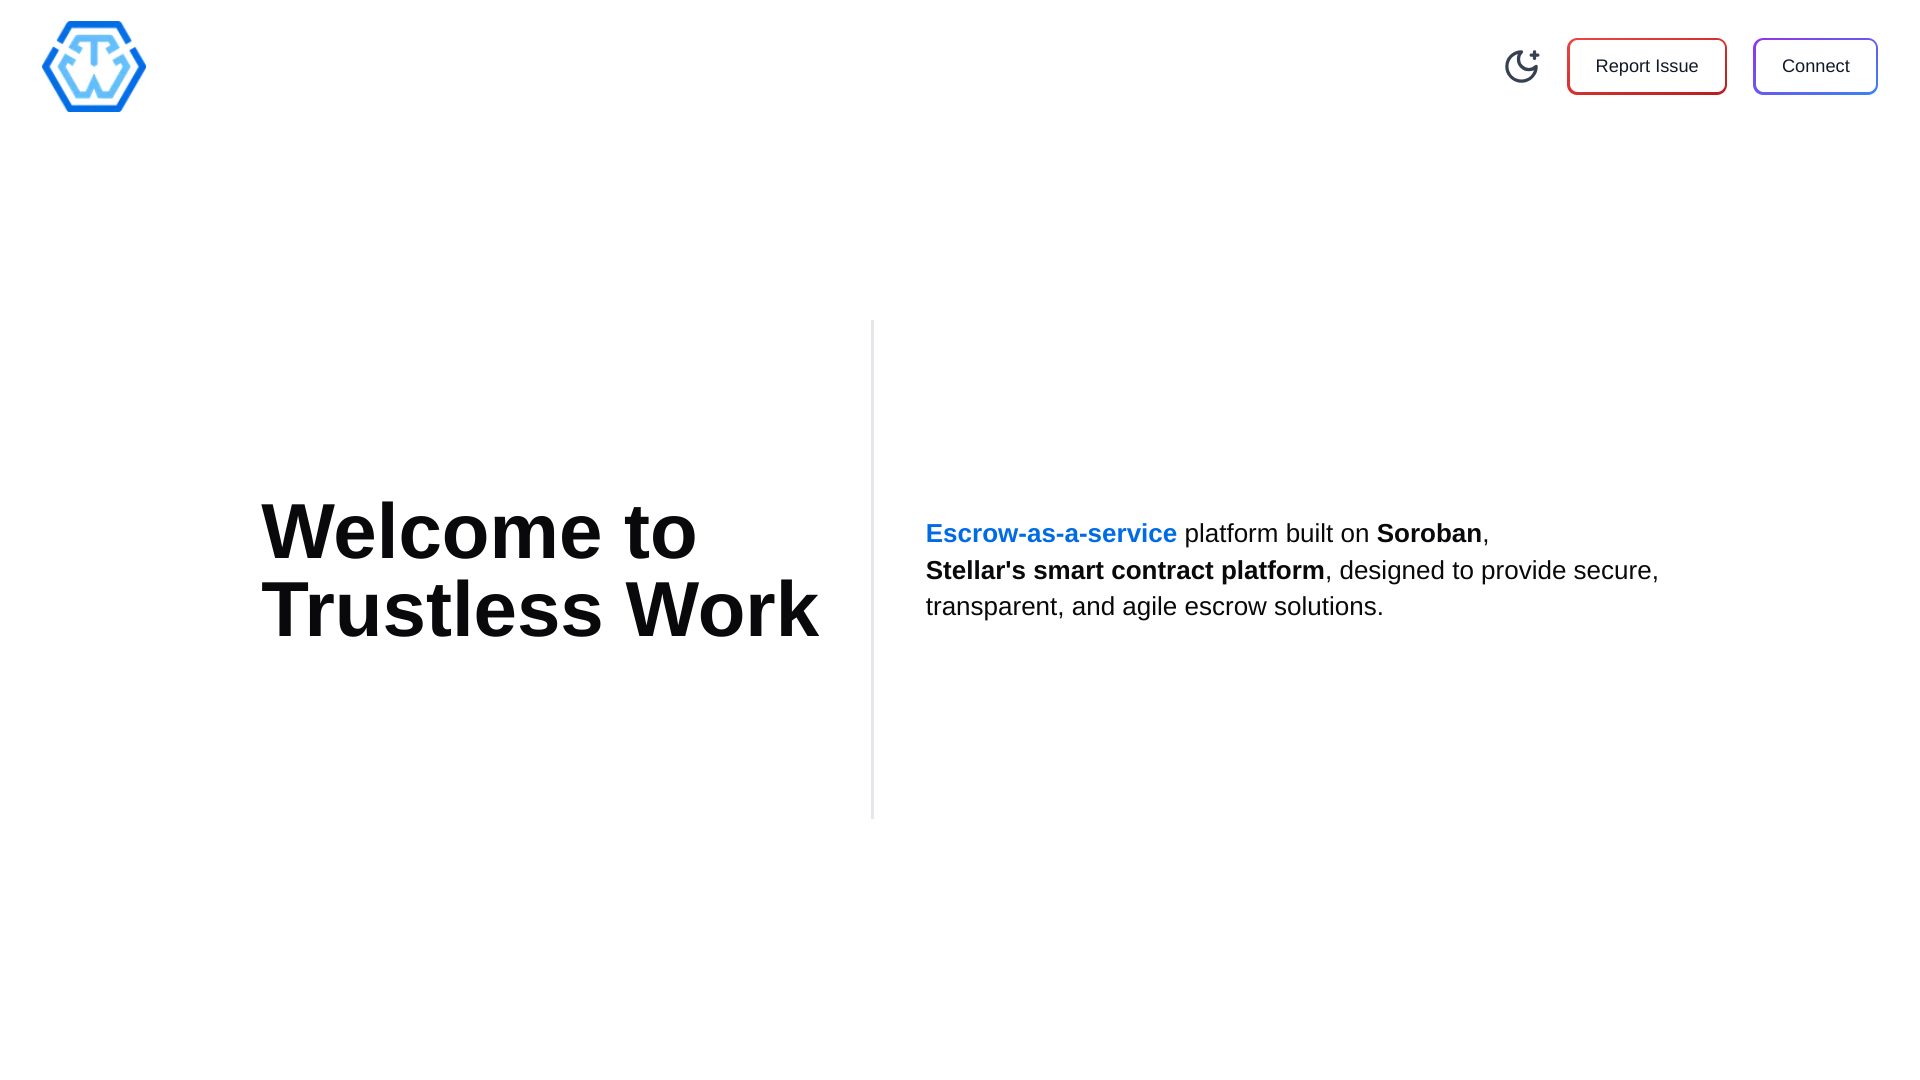 TW
Report Issue
Connect
Welcome to
Trustless Work
Escrow-as-a-service platform built on Soroban,
Stellar's smart contract platform, designed to provide secure,
transparent, and agile escrow solutions.